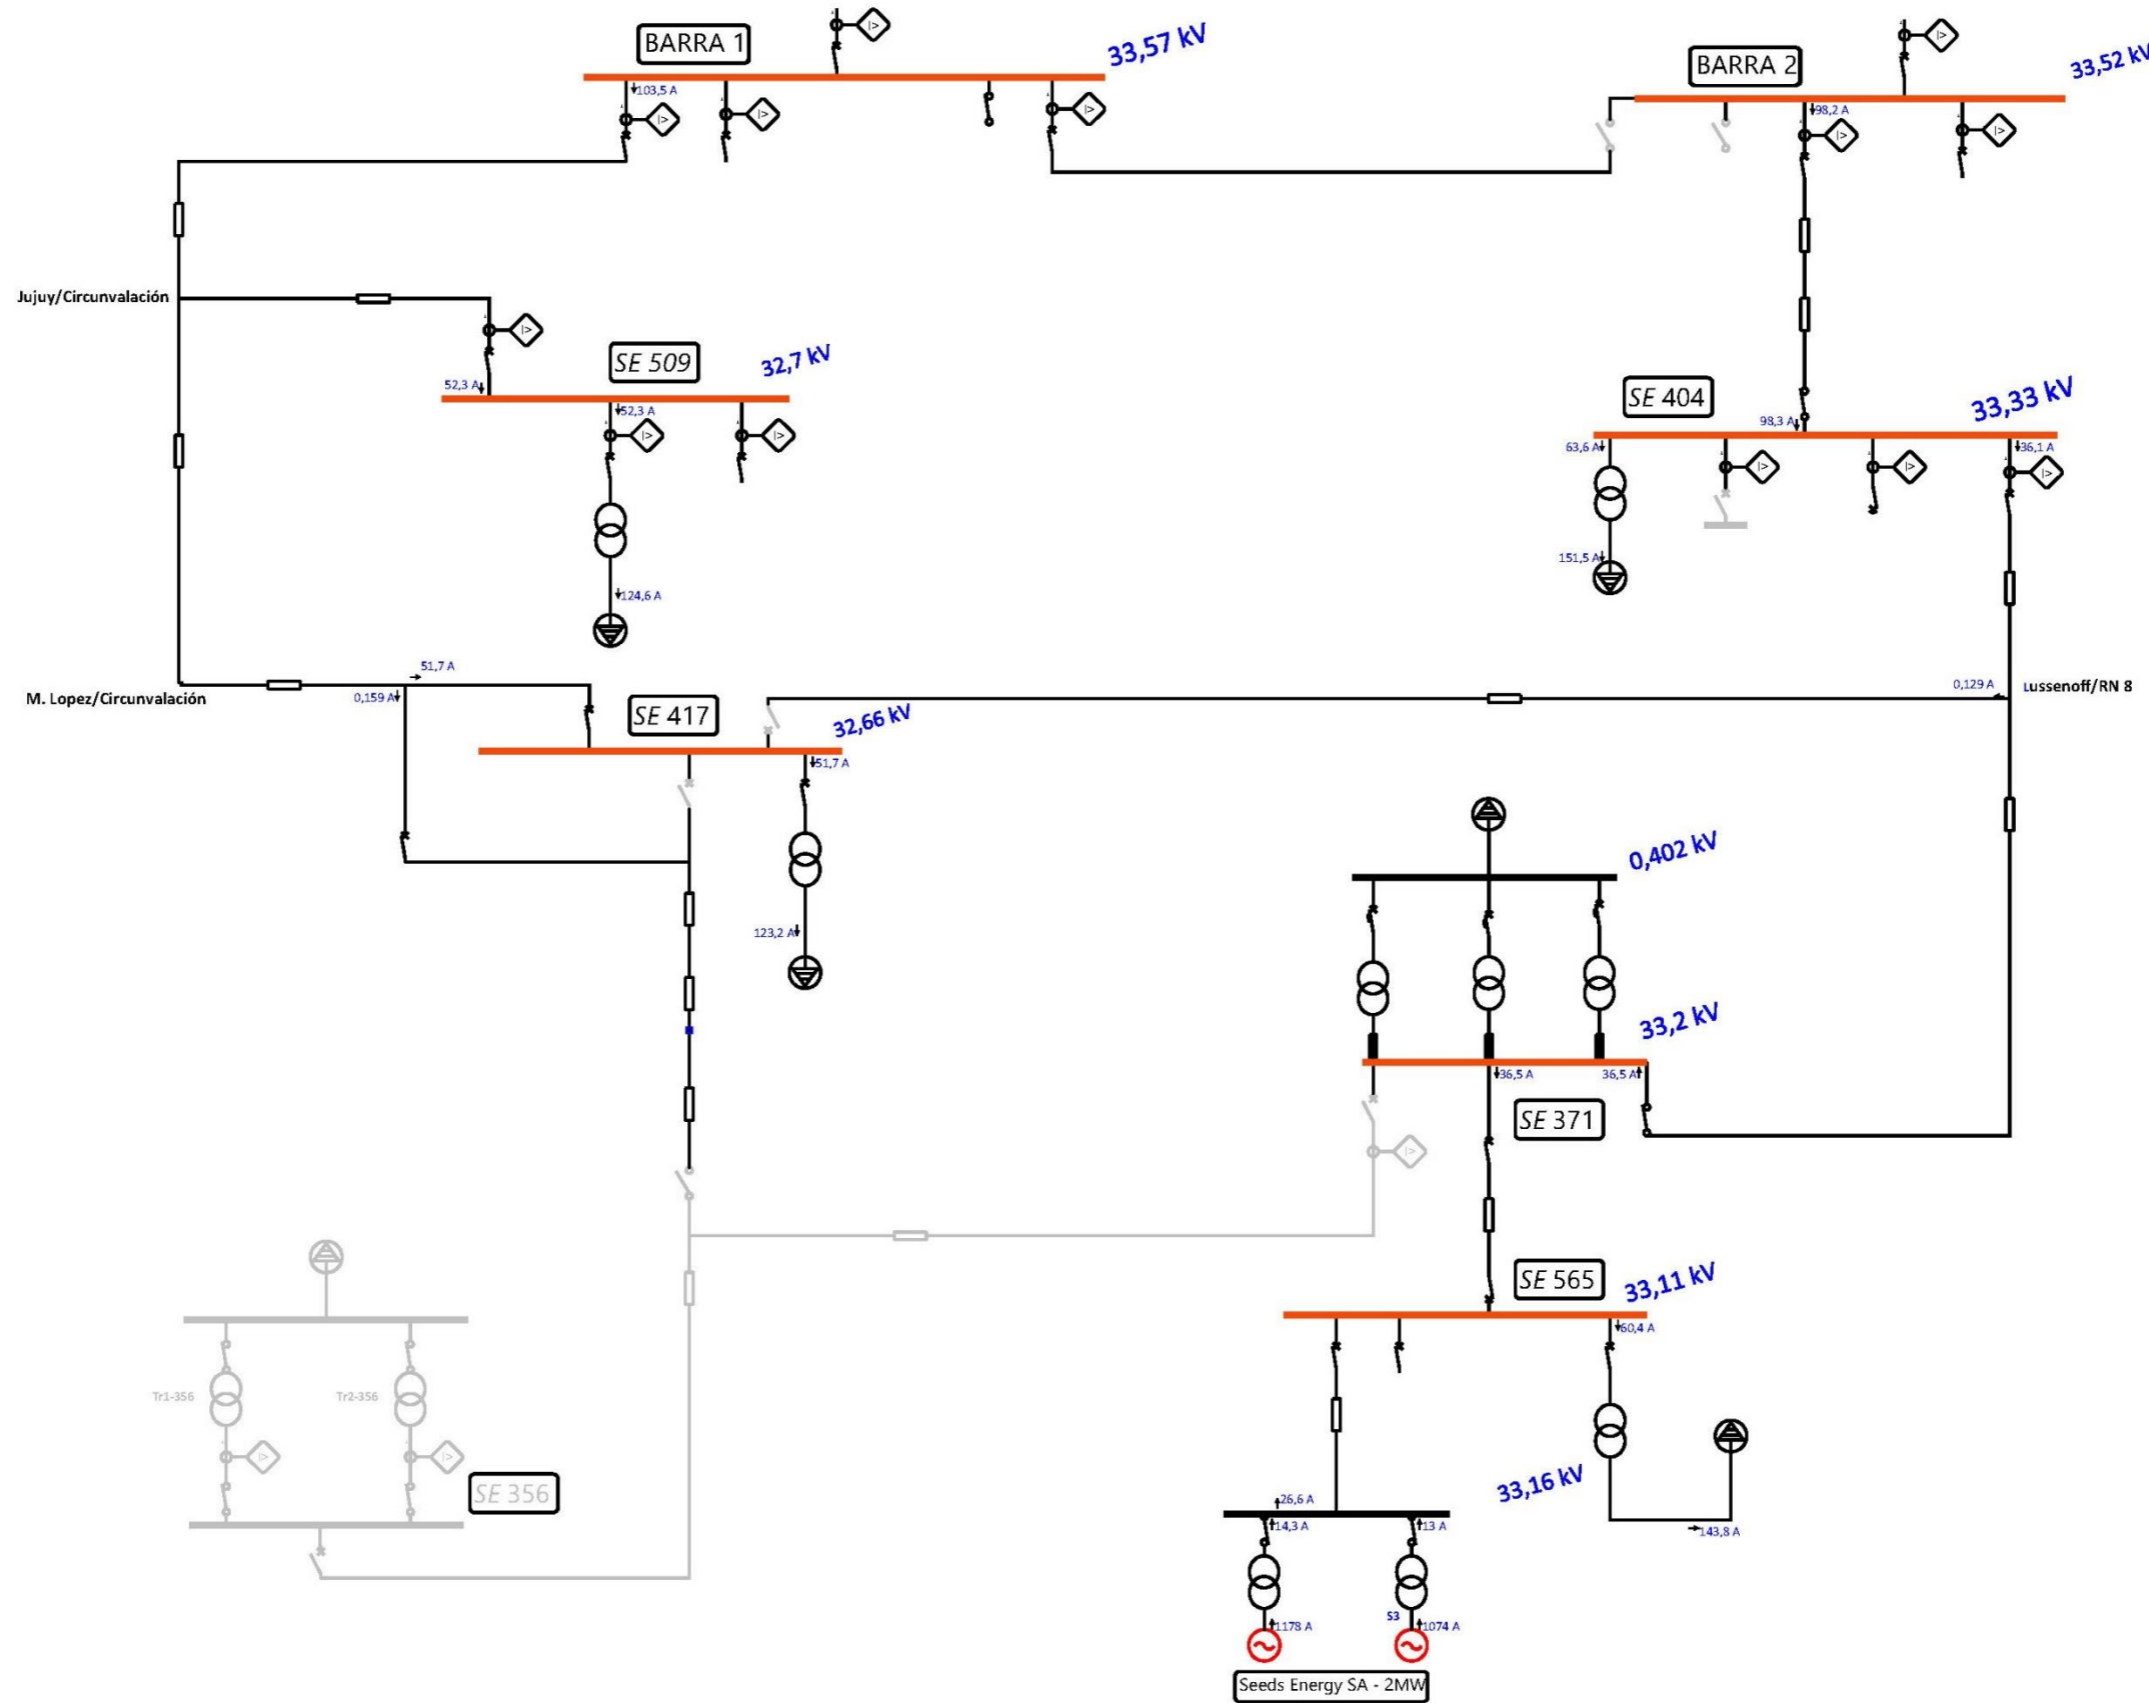 BARRA 1
33,57 kV
BARRA 2
33,52 kV
103,5 A
98,2 A
I>
I>
I>
I>
I>
I>
I>
Jujuy/Circunvalación
I>
SE 509
32,7 kV
52,3 A
52,3 A
I>
I>
124,6 A
SE 404
33,33 kV
98,3 A
63,6 A
36,1 A
I>
I>
I>
151,5 A
51,7 A
0,159 A
M. Lopez/Circunvalación
SE 417
32,66 kV
51,7 A
0,129 A
Lussenoff/RN 8
123,2 A
0,402 kV
33,2 kV
36,5 A
36,5 A
SE 371
I>
SE 565
33,11 kV
60,4 A
Tr1-356
Tr2-356
I>
I>
SE 356
33,16 kV
26,6 A
14,3 A
13 A
143,8 A
S3
1178 A
1074 A
Seeds Energy SA - 2MW